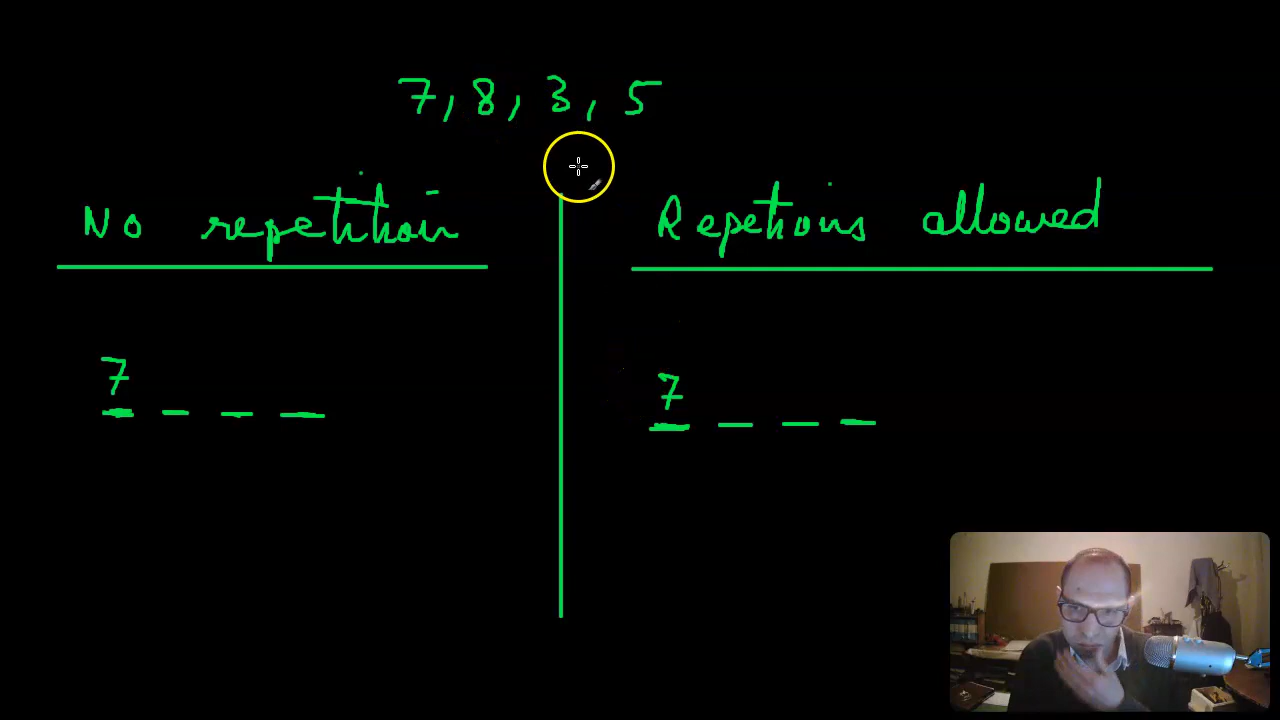 7, 8, 3, 5
No repetition
Repetions allowed
7
7